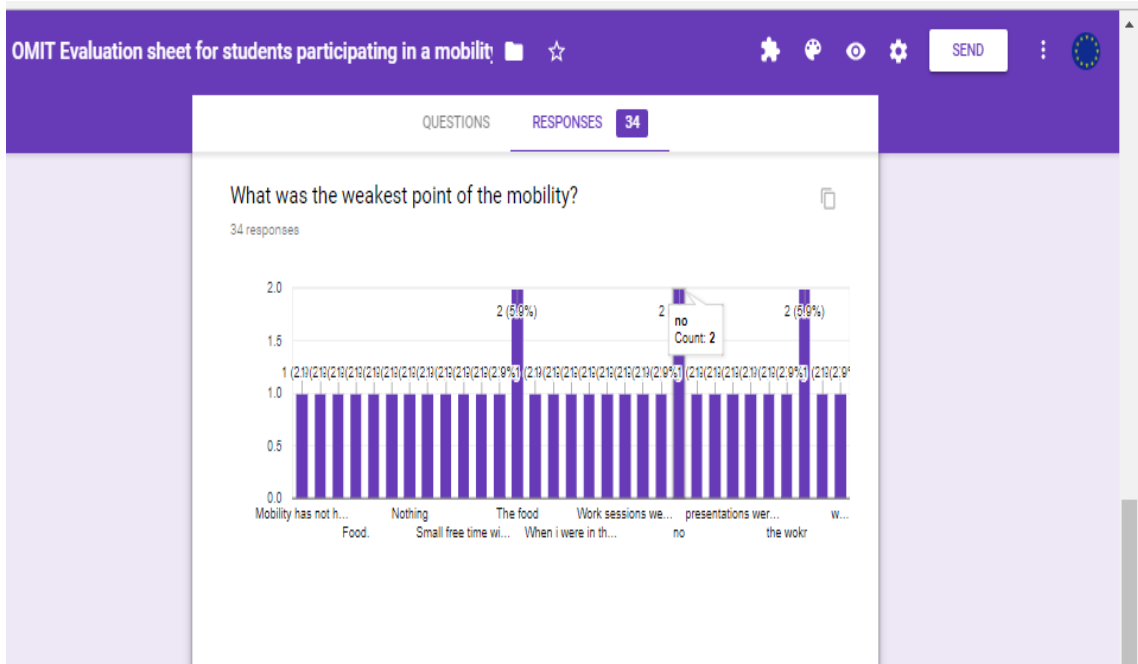 OMIT Evaluation sheet for students participating in a mobility
SEND
QUESTIONS RESPONSES 34
What was the weakest point of the mobility?
34 responses
2.0
2 (5.9%) 2 2 (5.9%)
no
Count: 2
1.5
1.0
0.5
0.0
Mobility has not h... Nothing The food Work sessions we... presentations wer... w...
Food. Small free time wi... When i were in th... no the wokr